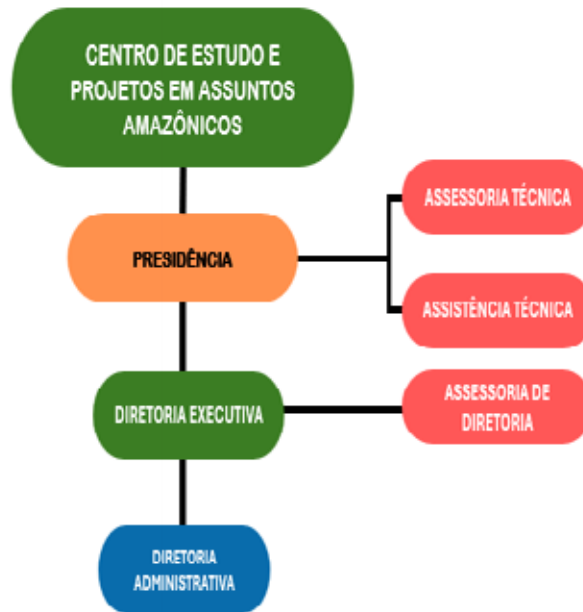 CENTRO DE ESTUDO E
PROJETOS EM ASSUNTOS
AMAZÔNICOS
ASSESSORIA TÉCNICA
PRESIDÊNCIA
ASSISTÊNCIA TÉCNICA
DIRETORIA EXECUTIVA
ASSESSORIA DE
DIRETORIA
DIRETORIA
ADMINISTRATIVA